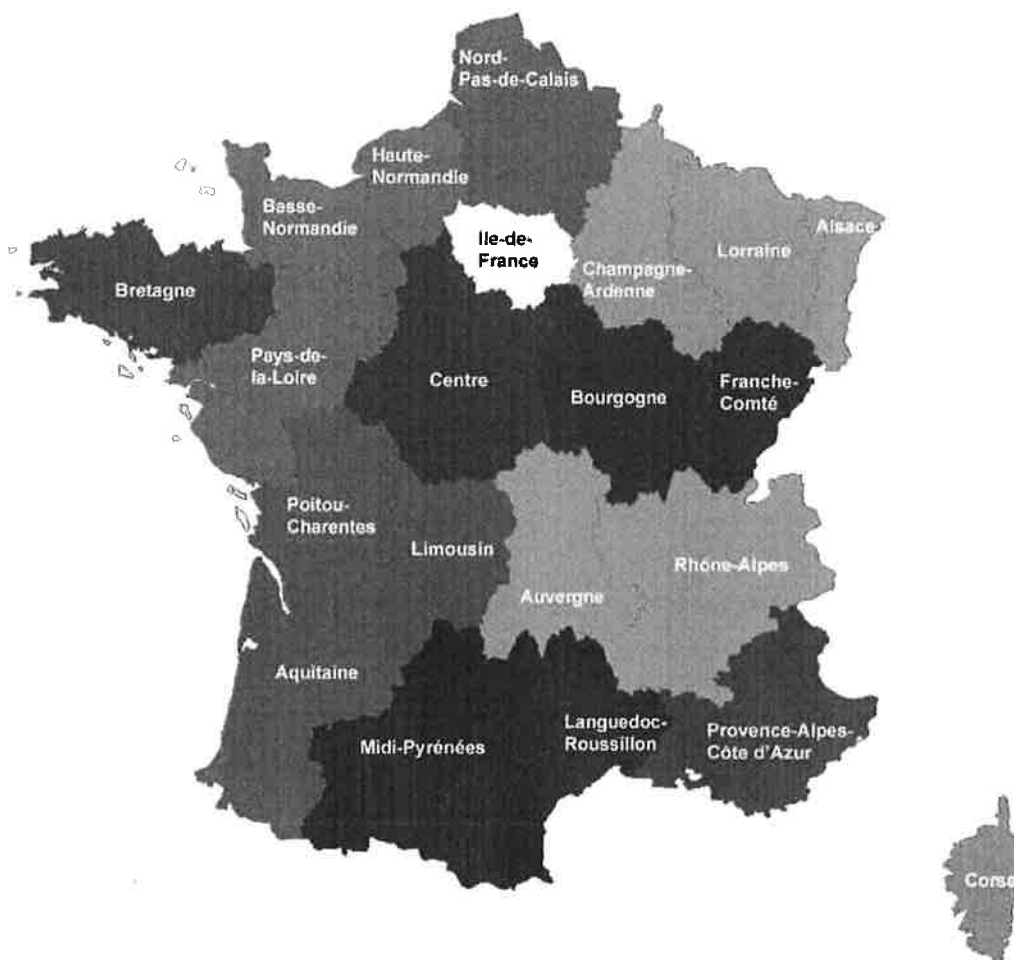 Nord-
Pas-de-Calais
Haute-
Normandie
Basse-
Normandie
Ile-de-
France
Alsace
Lorraine
Champagne-
Ardenne
Bretagne
Pays-de-
la-Loire
Centre
Bourgogne
Franche-
Comté
Poitou-
Charentes
Limousin
Rhône-Alpes
Auvergne
Aquitaine
Midi-Pyrénées
Languedoc-
Roussillon
Provence-Alpes-
Côte d'Azur
Corse